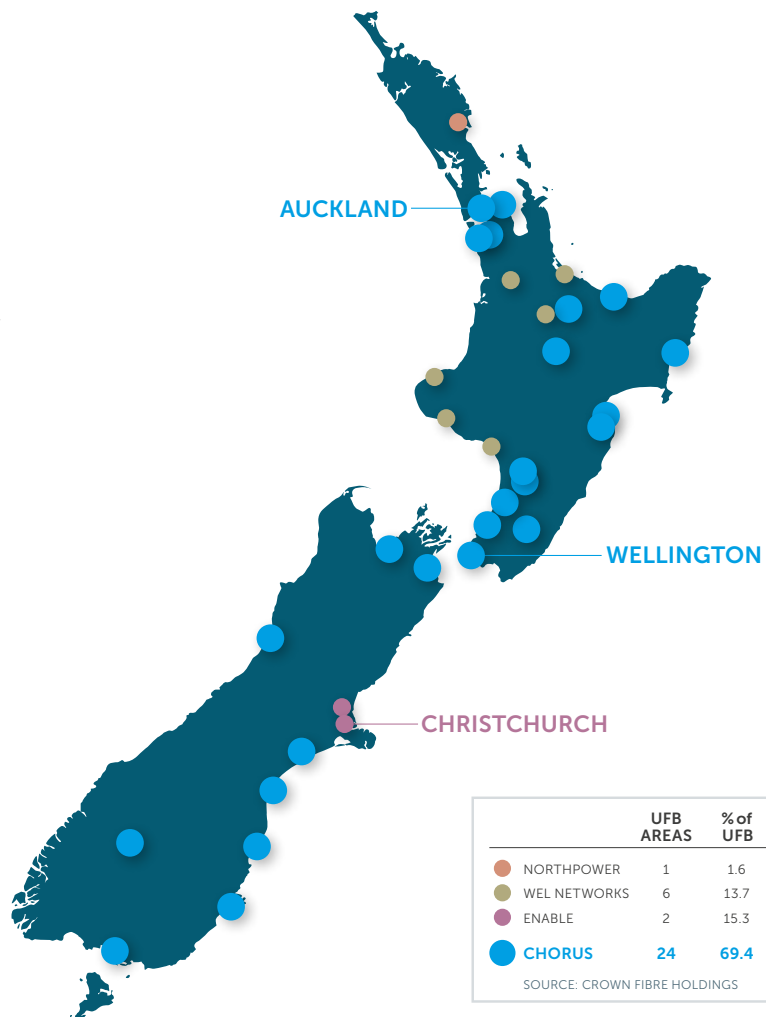 AUCKLAND
WELLINGTON
CHRISTCHURCH
UFB AREAS % of UFB
NORTHPOWER 1 1.6
WEL NETWORKS 6 13.7
ENABLE 2 15.3
CHORUS 24 69.4
SOURCE: CROWN FIBRE HOLDINGS